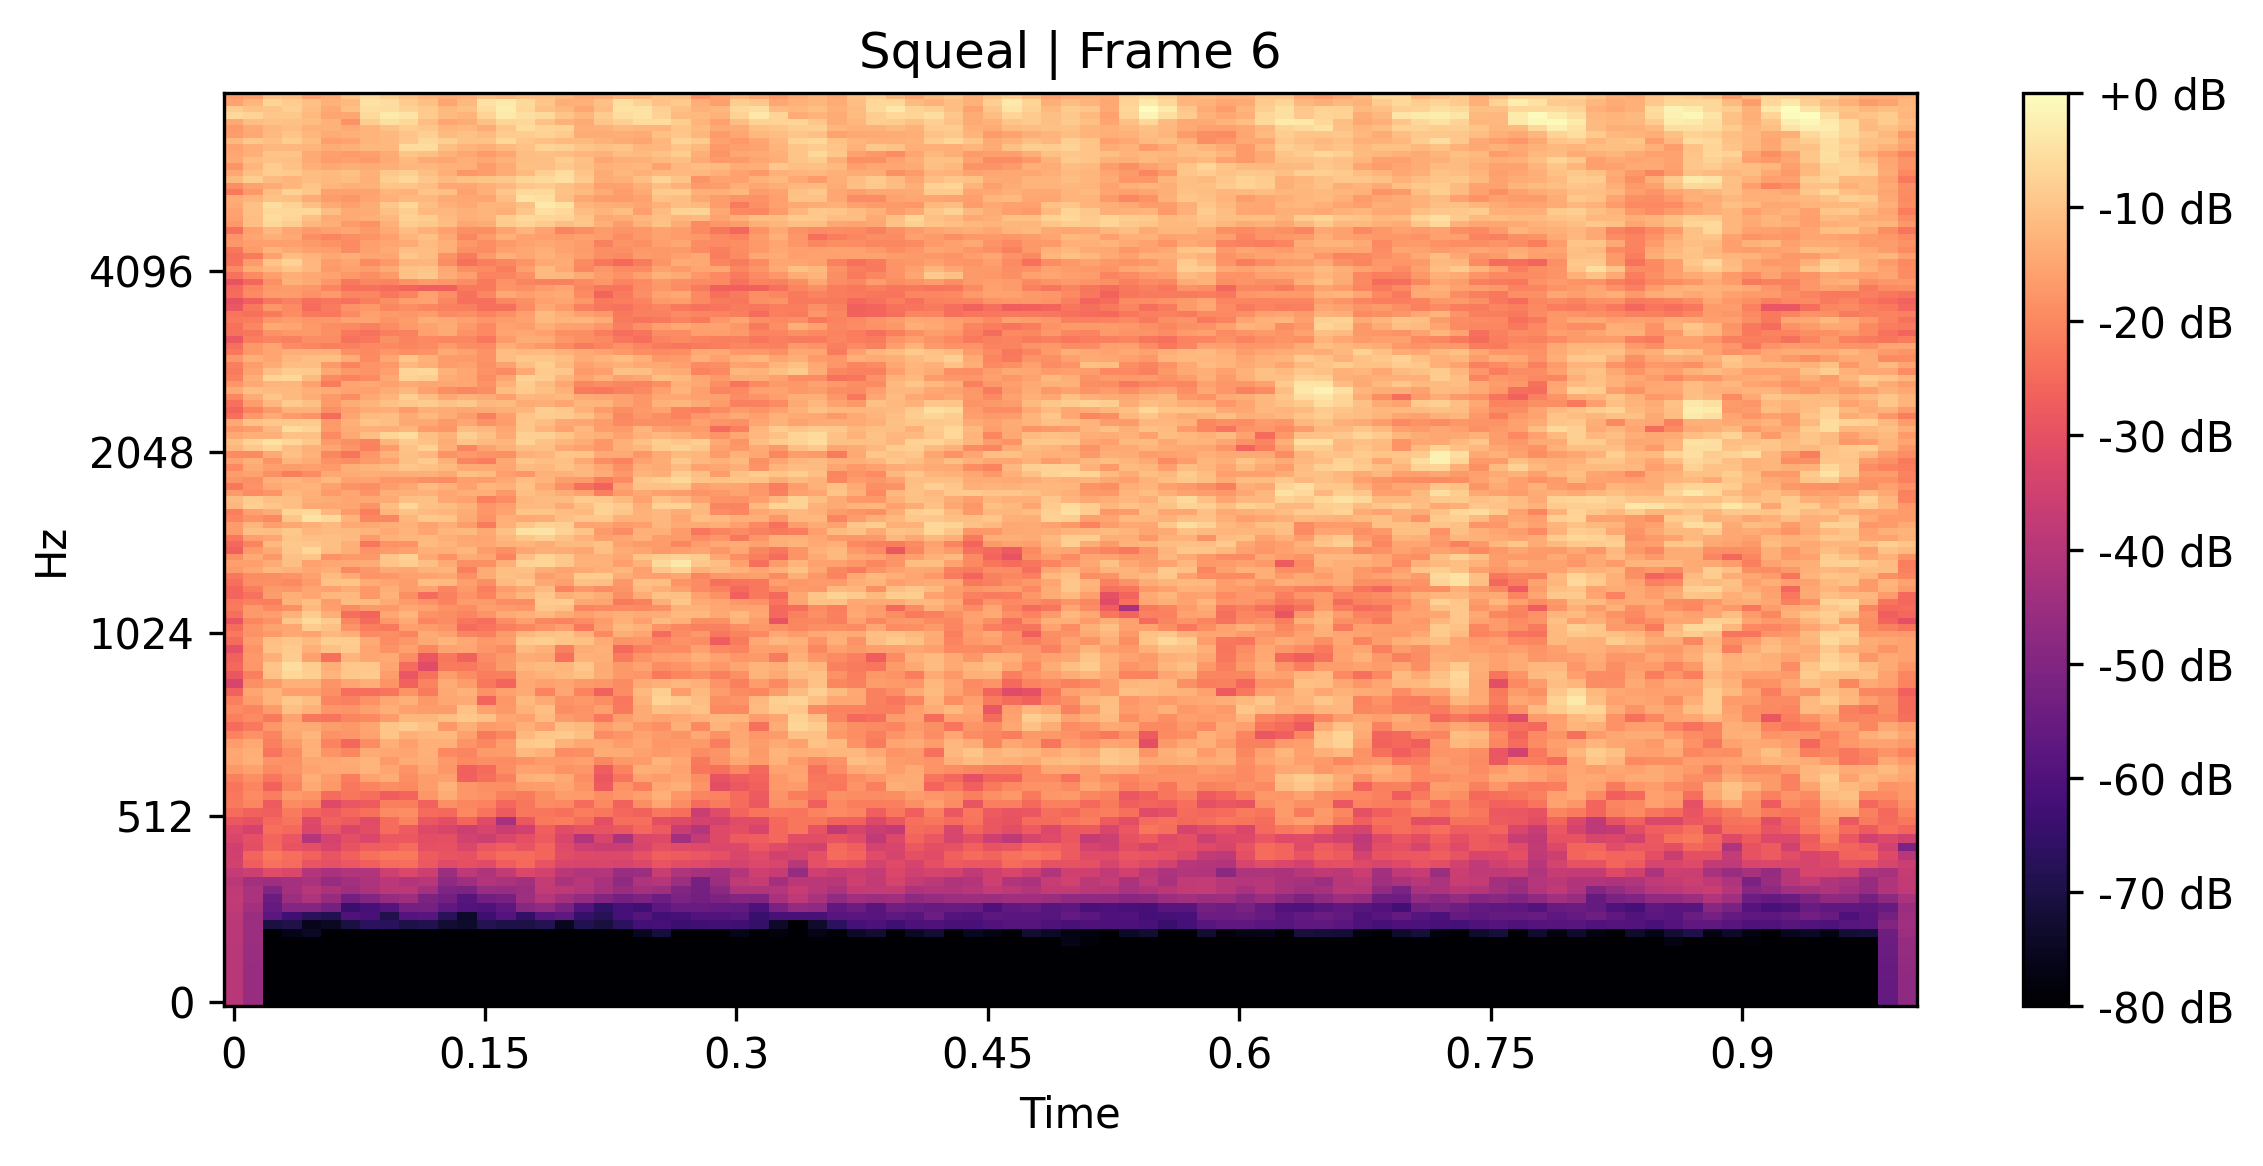 Squeal | Frame 6
Hz
4096
2048
1024
512
0
0 0.15 0.3 0.45 0.6 0.75 0.9
Time
+0 dB
-10 dB
-20 dB
-30 dB
-40 dB
-50 dB
-60 dB
-70 dB
-80 dB